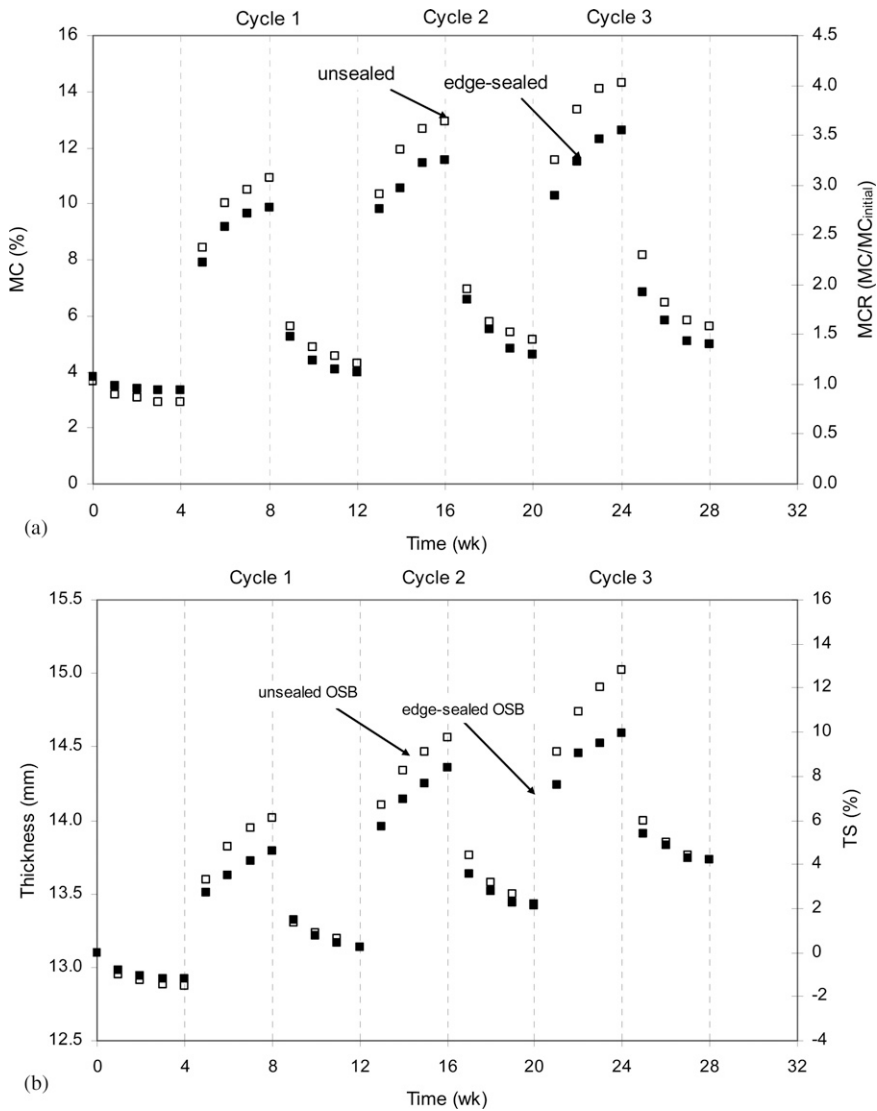 Cycle 1 Cycle 2 Cycle 3
16 4.5
14 4.0
12 3.5
10 3.0
8 2.5
6 2.0
4 1.5
2 1.0
0 0.5
0.0
unsealed
edge-sealed
MC (%)
MCR (MC/MCinitial)
0 4 8 12 16 20 24 28 32
(a)
Time (wk)
Cycle 1 Cycle 2 Cycle 3
15.5 16
15.0 14
14.5 12
14.0 10
13.5 8
13.0 6
12.5 4
2
0
-2
-4
unsealed OSB
edge-sealed OSB
Thickness (mm)
TS (%)
0 4 8 12 16 20 24 28 32
(b)
Time (wk)